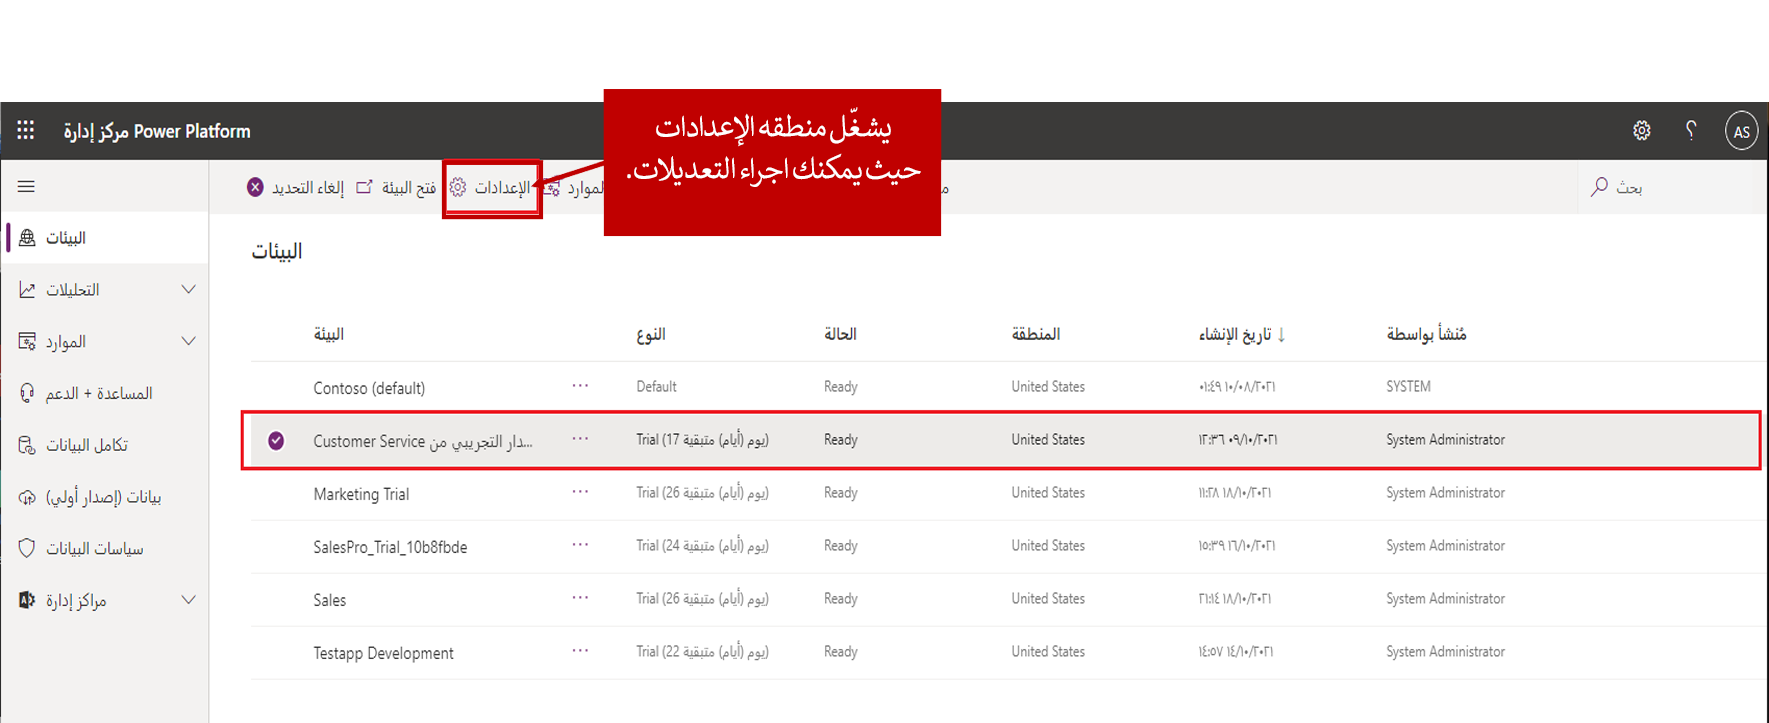 مركز إدارة Power Platform
AS
يشغّل منطقه الإعدادات
حيث يمكنك اجراء التعديلات.
إلغاء التحديد
فتح البيئة
الإعدادات
الموارد
بحث
البيئات
التحليلات
الموارد
المساعدة + الدعم
تكامل البيانات
بيانات (إصدار أولي)
سياسات البيانات
مراكز إدارة
البيئات
البيئة النوع الحالة المنطقة تاريخ الإنشاء ↓ مُنشأ بواسطة
Contoso (default) ... Default Ready United States ٠١:٤٩ ١٠/٠٨/٢٠٢١ SYSTEM
...دار التجريبي من Customer Service ... Trial (17 يوم (أيام) متبقية) Ready United States ١٢:٣٦ ٠٩/١٠/٢٠٢١ System Administrator
Marketing Trial ... Trial (26 يوم (أيام) متبقية) Ready United States ١١:٢٨ ١٨/١٠/٢٠٢١ System Administrator
SalesPro_Trial_10b8fbde ... Trial (24 يوم (أيام) متبقية) Ready United States ١٥:٣٩ ١٦/١٠/٢٠٢١ System Administrator
Sales ... Trial (26 يوم (أيام) متبقية) Ready United States ٢١:١٤ ١٨/١٠/٢٠٢١ System Administrator
Testapp Development ... Trial (22 يوم (أيام) متبقية) Ready United States ١٤:٥٧ ١٤/١٠/٢٠٢١ System Administrator